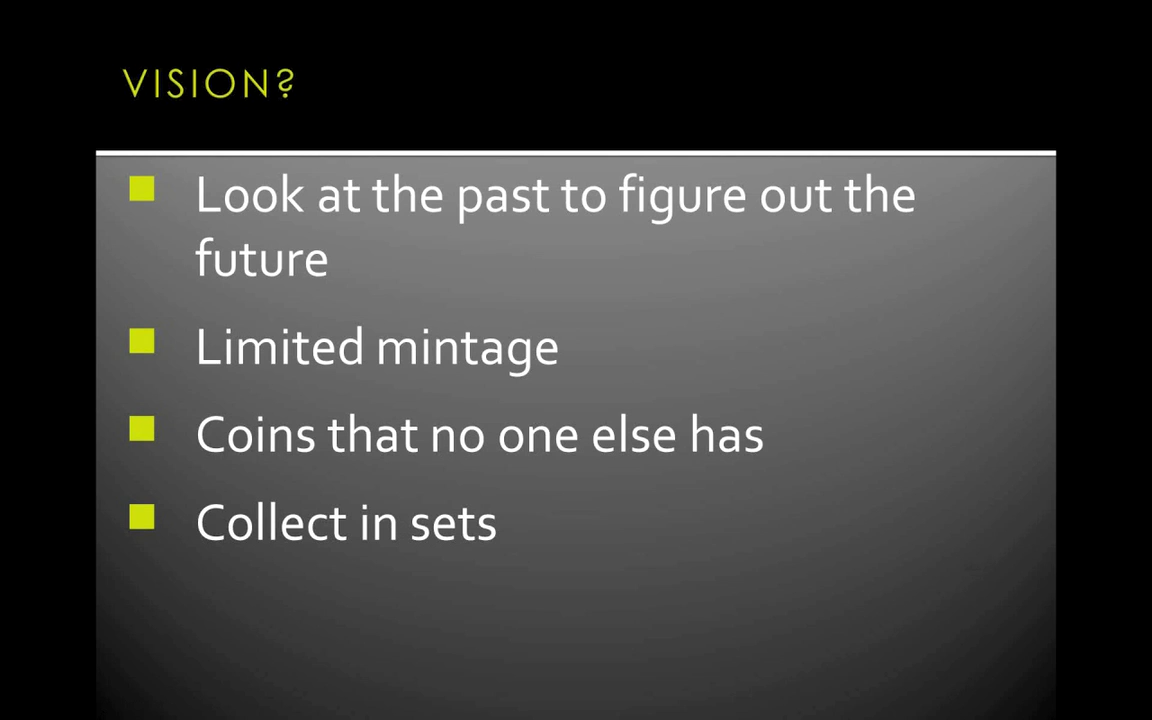 VISION?
Look at the past to figure out the
future
Limited mintage
Coins that no one else has
Collect in sets